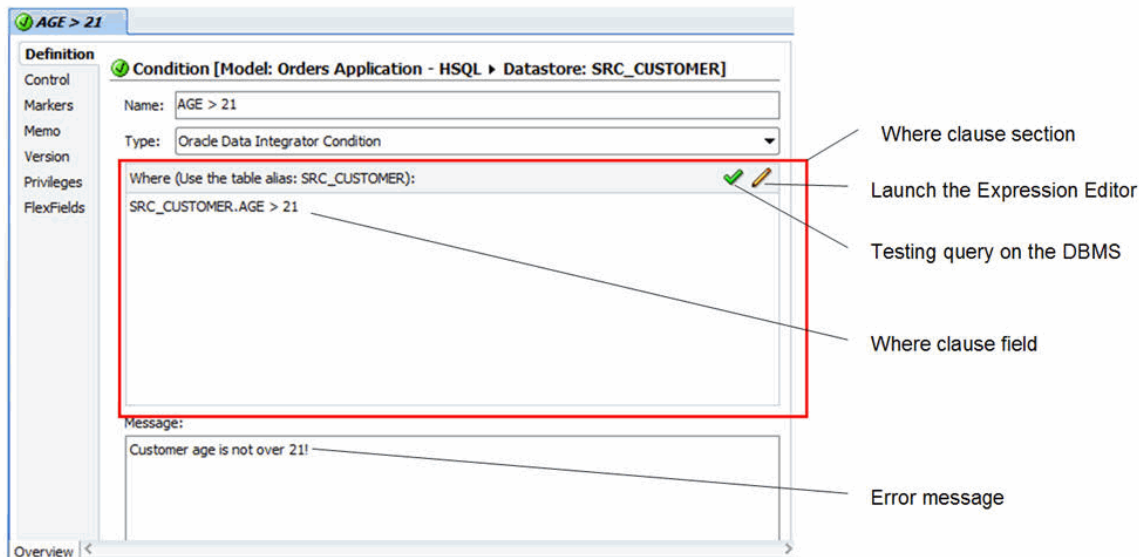 AGE > 21
Definition
Control
Markers
Memo
Version
Privileges
FlexFields
Condition [Model: Orders Application - HSQL ▸ Datastore: SRC_CUSTOMER]
Name: AGE > 21
Type: Oracle Data Integrator Condition
Where (Use the table alias: SRC_CUSTOMER):
SRC_CUSTOMER.AGE > 21
Message:
Customer age is not over 21!
Overview
Where clause section
Launch the Expression Editor
Testing query on the DBMS
Where clause field
Error message